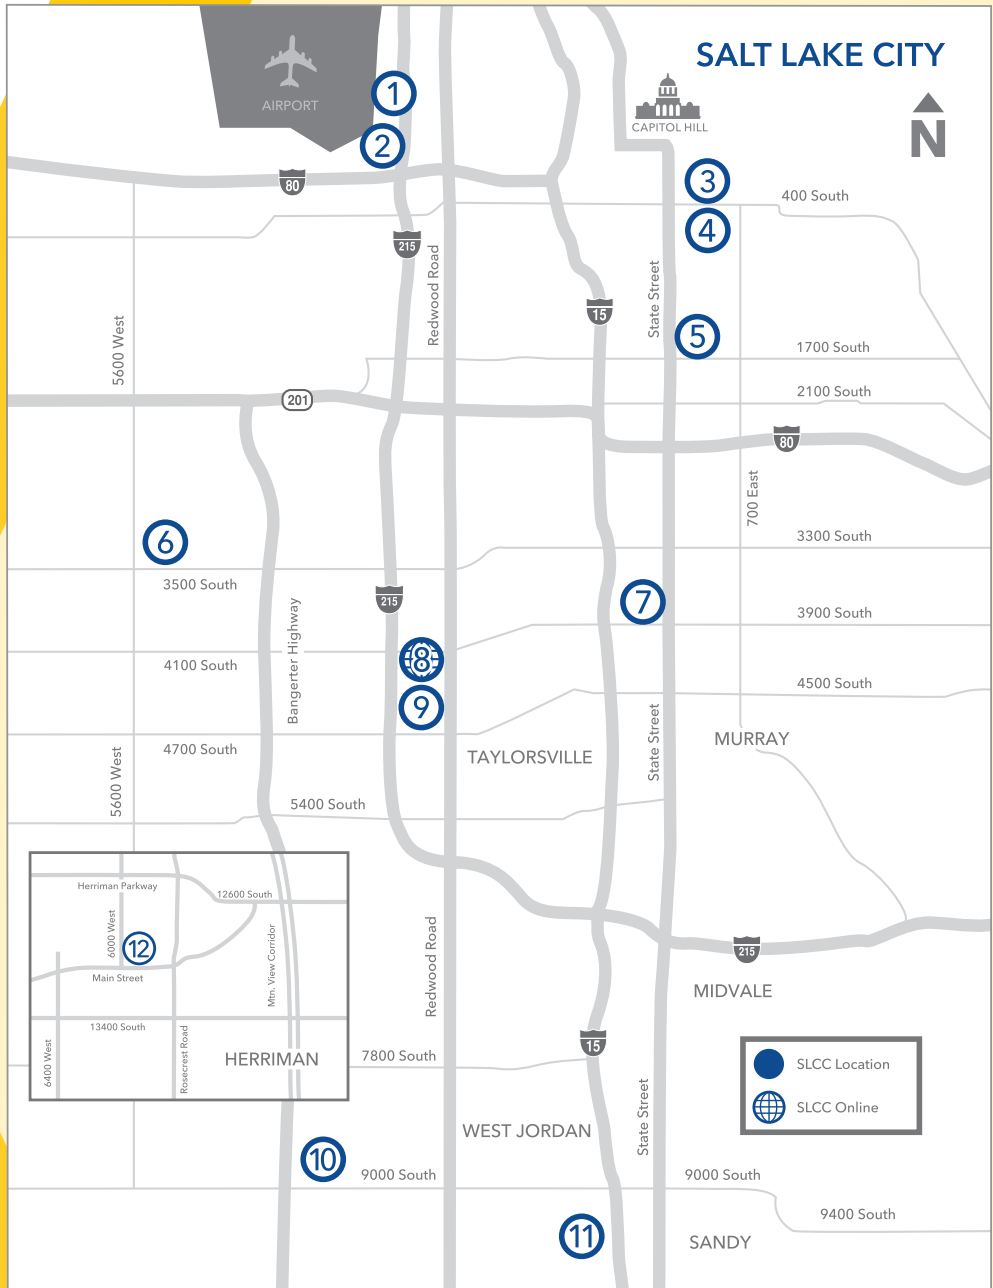 SALT LAKE CITY
AIRPORT
1
CAPITOL HILL
N
2
80
3
400 South
4
215
Redwood Road
State Street
15
5
5600 West
1700 South
2100 South
201
80
700 East
6
3300 South
3500 South
215
7
3900 South
Bangerter Highway
8
4100 South
4500 South
9
State Street
MURRAY
4700 South
TAYLORSVILLE
5600 West
5400 South
Herriman Parkway
12600 South
6000 West
12
Mtn. View Corridor
Main Street
13400 South
6400 West
Rosecrest Road
HERRIMAN
Redwood Road
215
MIDVALE
15
7800 South
SLCC Location
SLCC Online
State Street
WEST JORDAN
10
9000 South
9000 South
9400 South
11
SANDY